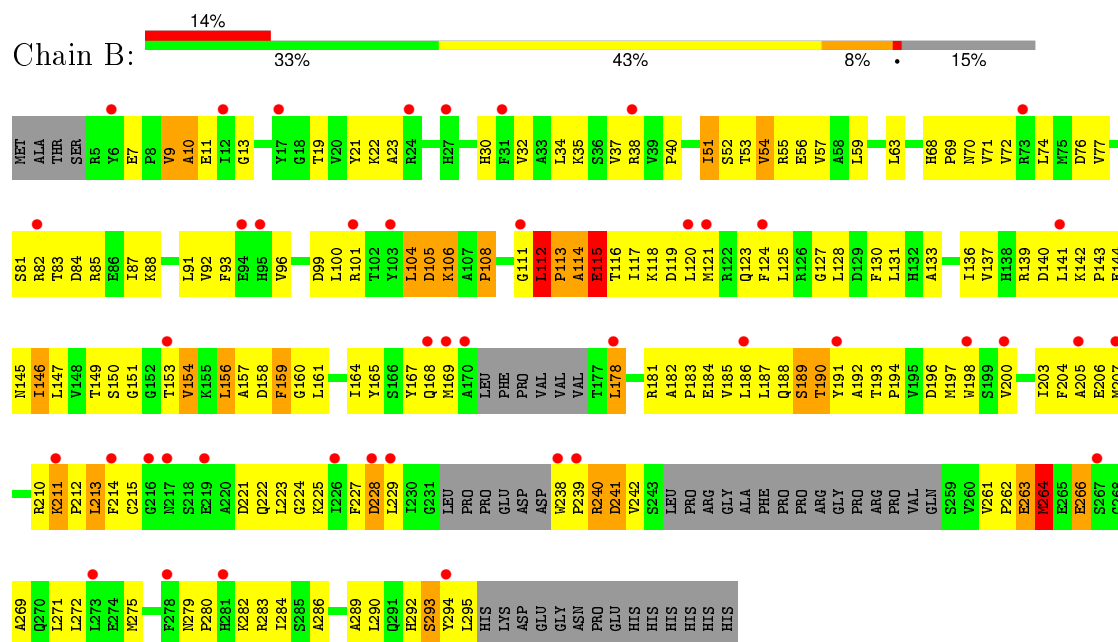 14%
Chain B:
33% 43% 8% • 15%
MET ALA THR SER R5 Y6 E7 P8 V9 A10 E11 I12 G13 Y17 G18 T19 V20 Y21 K22 A23 R24 H27 H30 F31 V32 A33 L34 K35 S36 V37 R38 V39 P40 I51 S52 T53 V54 R55 E56 V57 A58 L59 L63 H68 P69 N70 V71 V72 R73 L74 M75 D76 V77
S81 R82 T83 D84 R85 E86 I87 K88 L91 V92 F93 E94 H95 V96 D99 L100 R101 T102 Y103 L104 D105 K106 A107 P108 G111 L112 P113 A114 E115 T116 I117 K118 D119 L120 M121 R122 Q123 F124 L125 R126 G127 L128 D129 F130 L131 H132 A133 I136 V137 H138 R139 D140 L141 K142 P143 E144
N145 I146 L147 V148 T149 S150 G151 G152 T153 V154 K155 L156 A157 D158 F159 G160 L161 I164 Y165 S166 Y167 Q168 M169 A170 LEU PHE PRO VAL VAL VAL T177 L178 R181 A182 P183 E184 V185 L186 L187 Q188 S189 T190 Y191 A192 T193 P194 V195 D196 M197 W198 S199 V200 I203 F204 A205 E206 M207
R210 K211 P212 L213 F214 C215 G216 N217 S218 E219 A220 D221 Q222 L223 G224 K225 I226 F227 D228 L229 I230 G231 LEU PRO PRO GLU ASP ASP W238 P239 R240 D241 V242 S243 LEU PRO PRO ARG GLY ALA PHE PRO PRO ARG GLY PRO ARG PRO VAL GLN S259 V260 V261 P262 E263 M264 E265 E266 S267 G268
A269 Q270 L271 L272 L273 E274 M275 F278 N279 P280 H281 K282 R283 I284 S285 A286 A289 L290 Q291 H292 S293 Y294 L295 HIS LYS ASP GLU GLY ASN PRO GLU HIS HIS HIS HIS HIS HIS